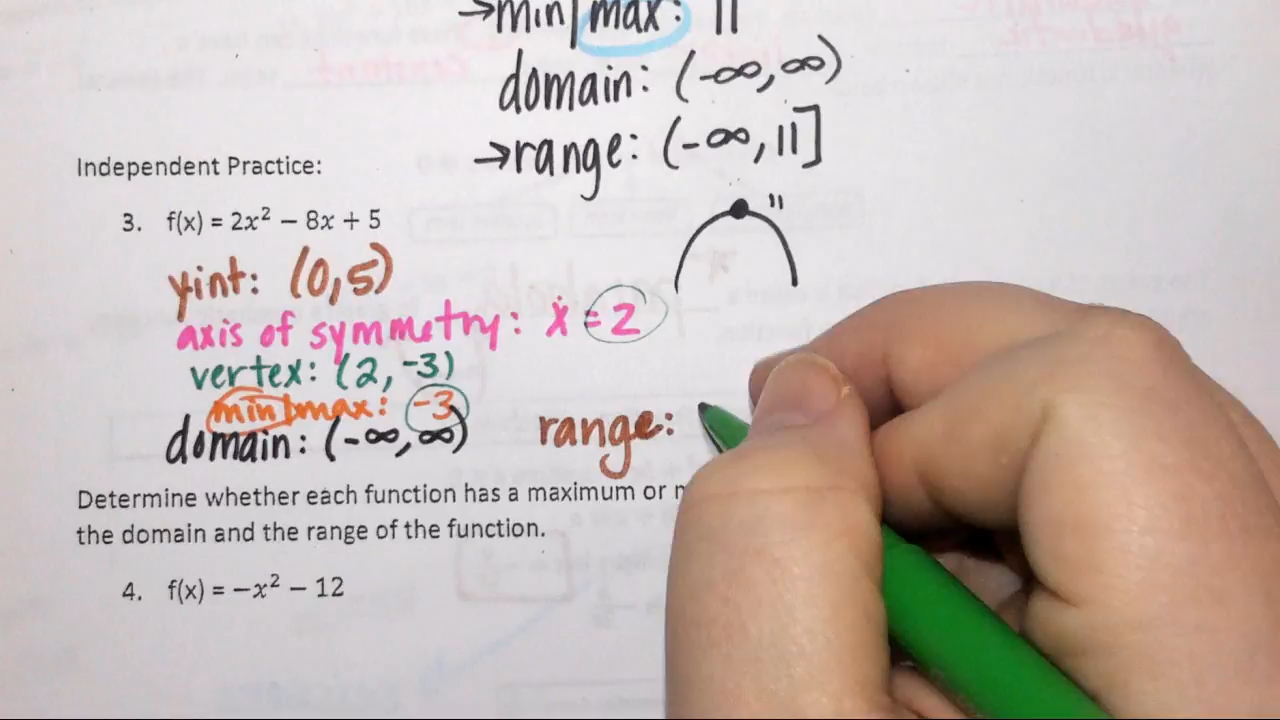 →min|max: 11
domain: (-∞,∞)
→range: (-∞,11]
Independent Practice:
3. f(x) = 2x² – 8x + 5
11
yint: (0,5)
axis of symmetry: x = 2
vertex: (2, -3)
min|max: -3
domain: (-∞,∞) range:
Determine whether each function has a maximum or
the domain and the range of the function.
4. f(x) = –x² – 12